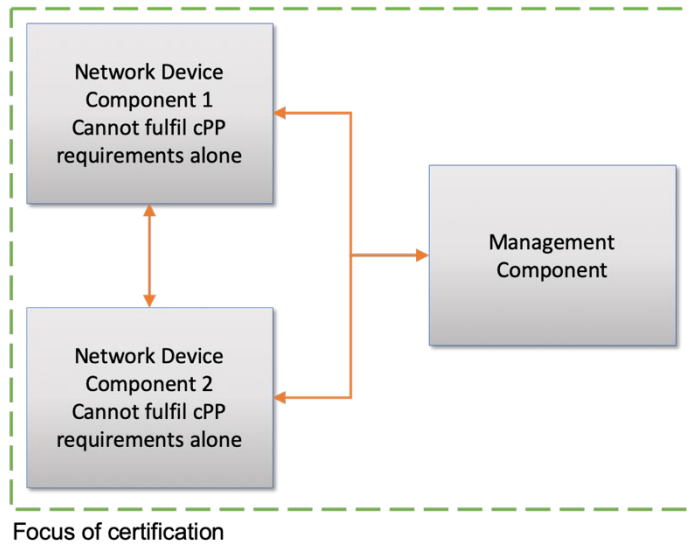 Network Device
Component 1
Cannot fulfil cPP
requirements alone
Management
Component
Network Device
Component 2
Cannot fulfil cPP
requirements alone
Focus of certification